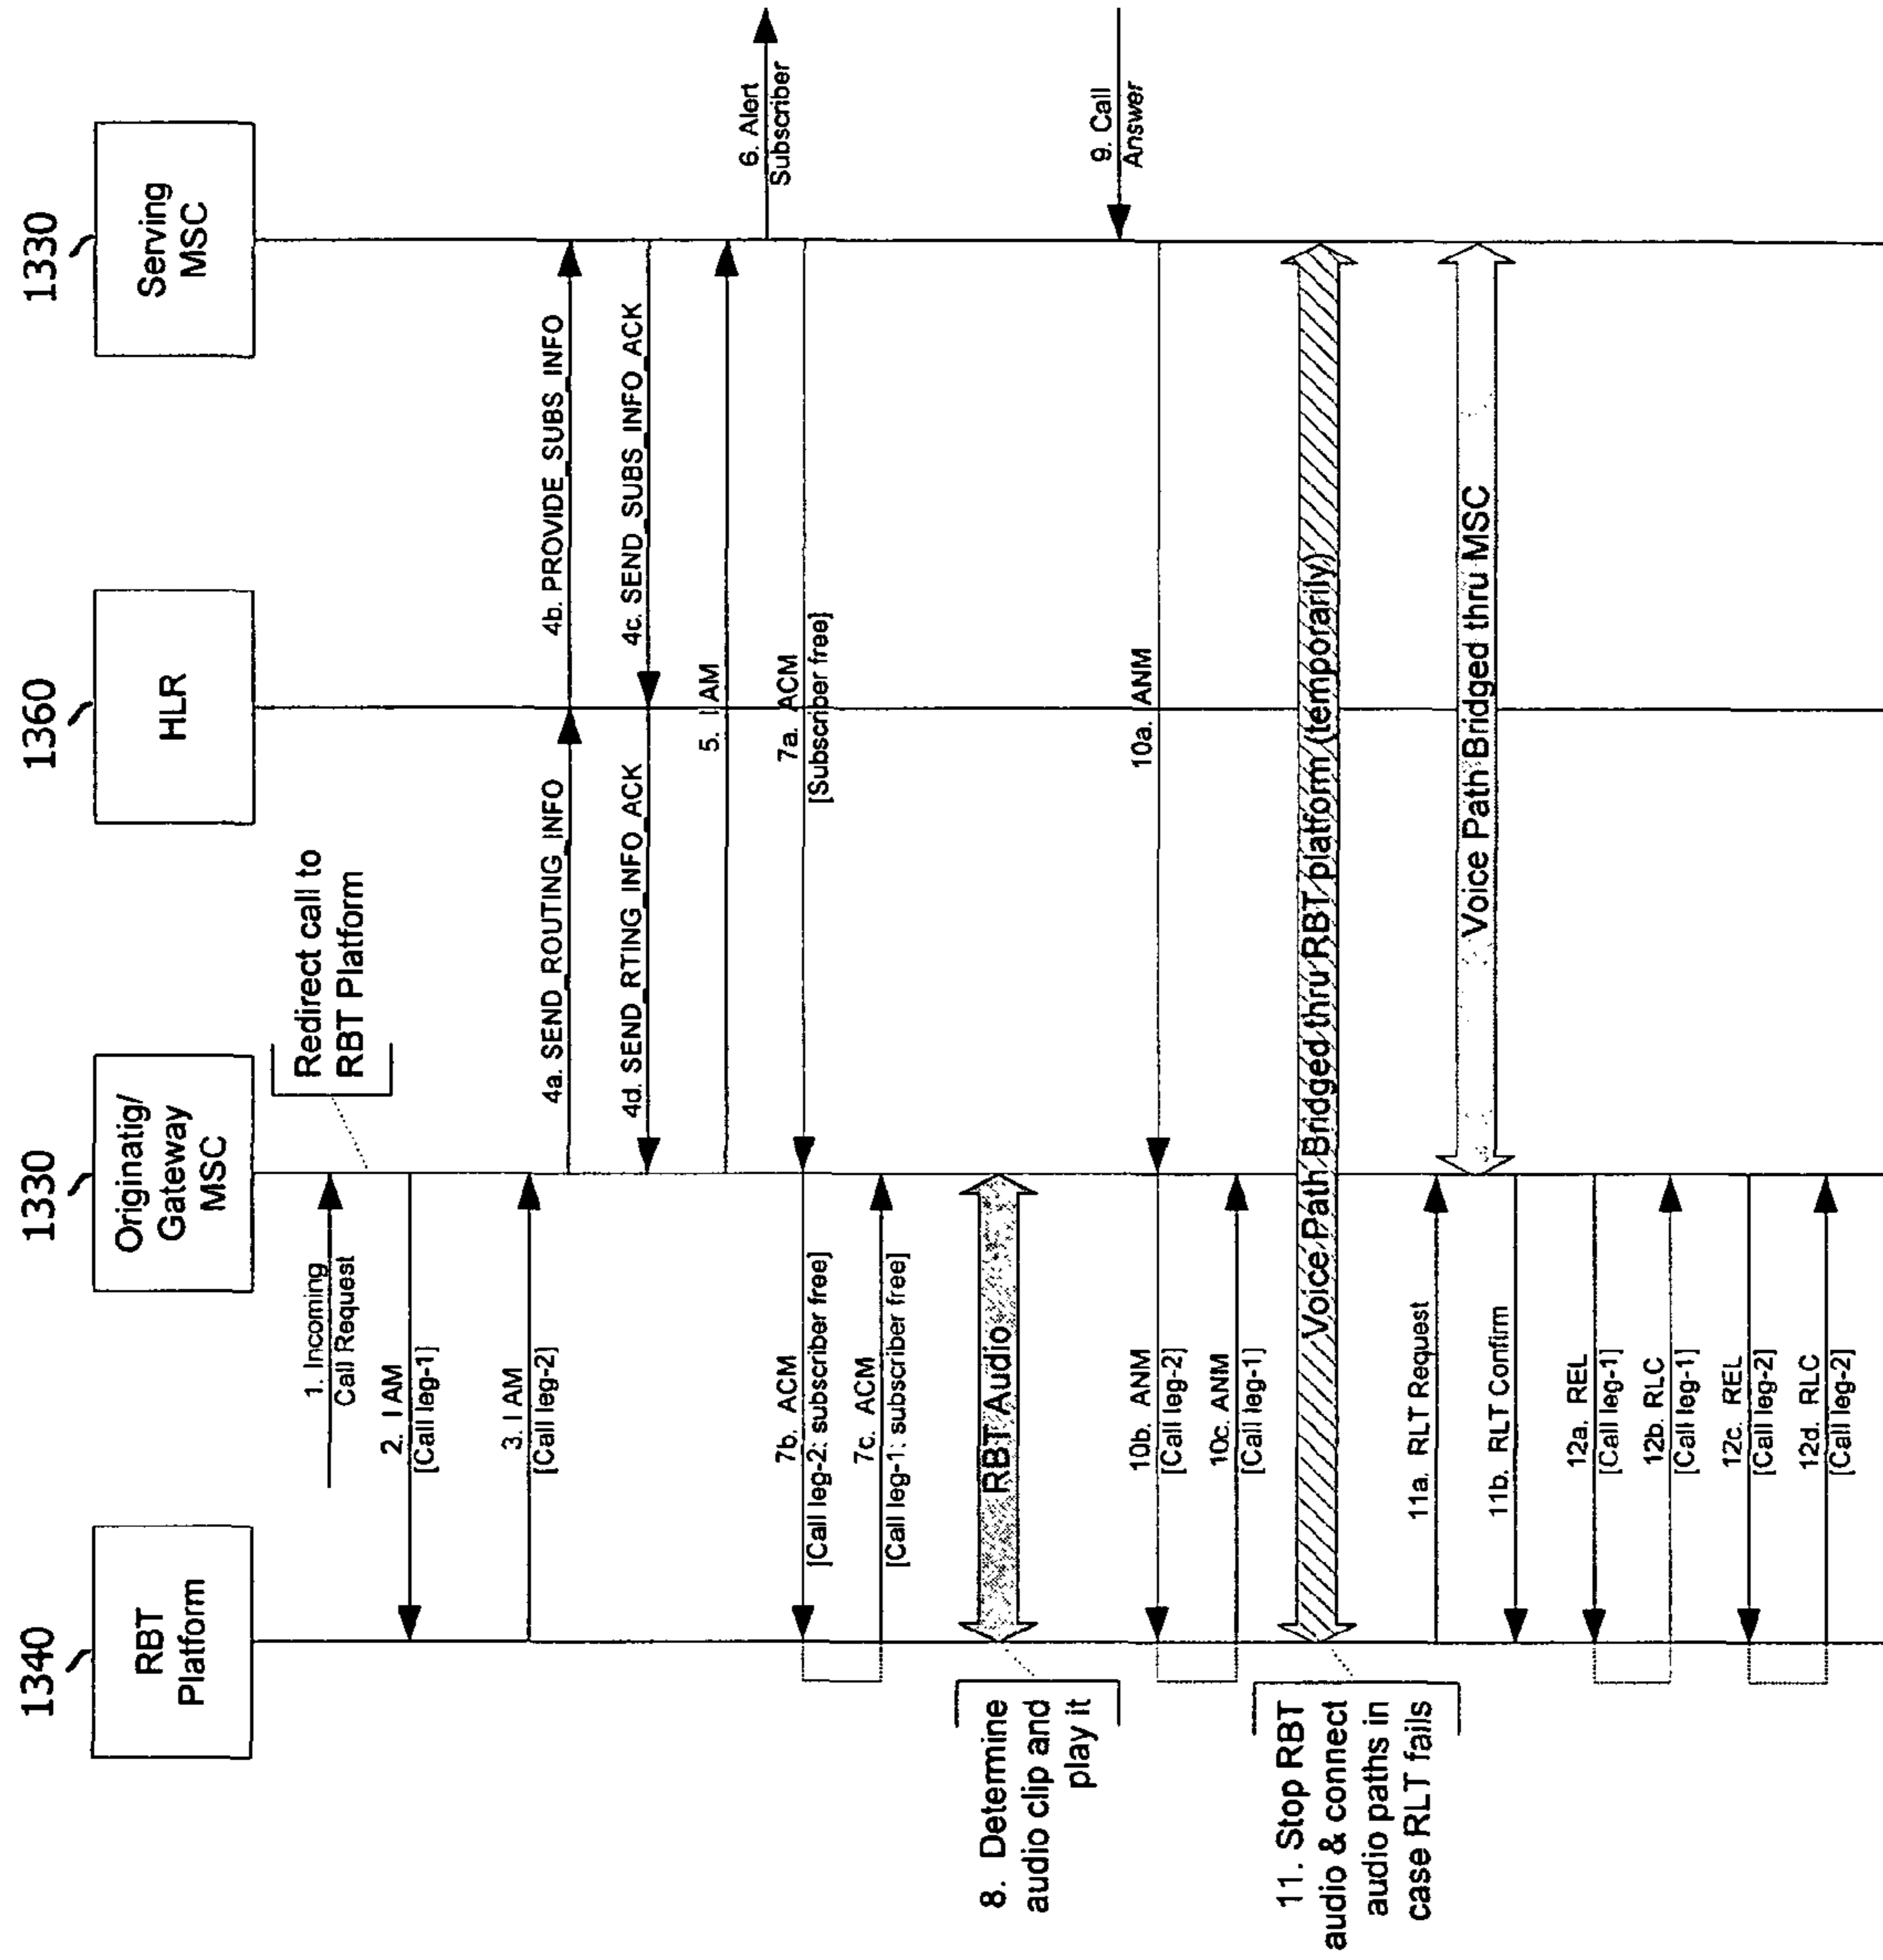 1340
1330
1360
1330
RBT
Platform
Originatig/
Gateway
MSC
HLR
Serving
MSC
1. Incoming
Call Request
Redirect call to
RBT Platform
2. I AM
[Call leg-1]
3. I AM
[Call leg-2]
4a. SEND_ROUTING_INFO
4b. PROVIDE_SUBS_INFO
4d. SEND_RTING_INFO_ACK
4c. SEND_SUBS_INFO_ACK
5. I AM
6. Alert
Subscriber
7b. ACM
[Call leg-2: subscriber free]
7a. ACM
[Subscriber free]
7c. ACM
[Call leg-1: subscriber free]
8. Determine
audio clip and
play it
RBT Audio
9. Call
Answer
10b. ANM
[Call leg-2]
10a. ANM
10c. ANM
[Call leg-1]
11. Stop RBT
audio & connect
audio paths in
case RLT fails
Voice Path Bridged thru RBT platform (temporarily)
11a. RLT Request
Voice Path Bridged thru MSC
11b. RLT Confirm
12a. REL
[Call leg-1]
12b. RLC
[Call leg-1]
12c. REL
[Call leg-2]
12d. RLC
[Call leg-2]